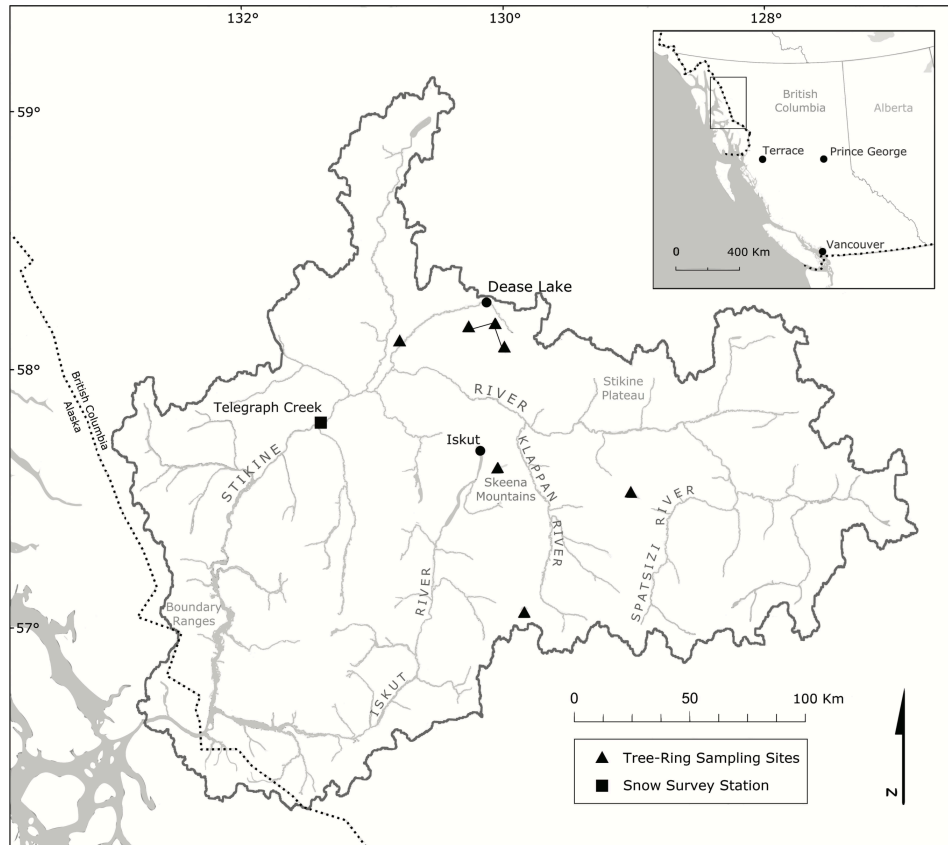 132°
130°
128°
59°
58°
57°
British
Columbia
Alberta
Terrace
Prince George
Vancouver
0
400 Km
Dease Lake
Stikine
Plateau
RIVER
Telegraph Creek
British Columbia
Alaska
STIKINE
Iskut
Skeena
Mountains
KLAPPAN RIVER
SPATSIZI RIVER
Boundary
Ranges
RIVER
ISKUT
0
50
100 Km
Tree-Ring Sampling Sites
Snow Survey Station
N